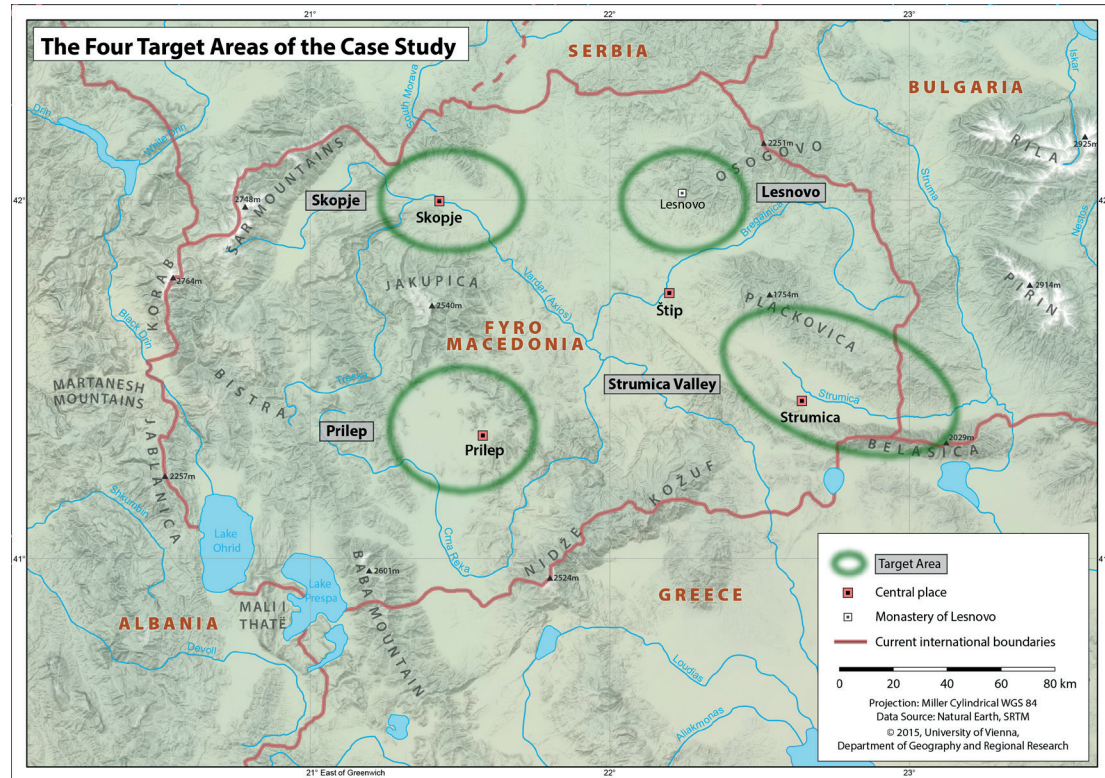 21°
22°
23°
The Four Target Areas of the Case Study
SERBIA
BULGARIA
Iskar
South Morava
Drin
White Drin
RILA
2925m
2251m
OSOGOVO
Struma
42°
42°
ŠAR MOUNTAINS
2748m
Skopje
Skopje
Lesnovo
Lesnovo
Bregalnica
Nestos
KORAB
2764m
JAKUPICA
2540m
Vardar (Axios)
Štip
1754m
PLACKOVICA
2914m
PIRIN
Black Drin
FYRO
MACEDONIA
MARTANESH
MOUNTAINS
BISTRA
Treska
Strumica Valley
Strumica
Strumica
Prilep
Prilep
JABLANICA
2257m
2029m
BELASICA
Shkumbin
KOŽUF
NIDŽE
2524m
Crna Reka
41°
Lake
Ohrid
Lake
Prespa
2601m
BABA MOUNTAIN
MALI I
THATË
ALBANIA
Devoll
GREECE
Loudias
Aliakmonas
Target Area
Central place
Monastery of Lesnovo
Current international boundaries
0 20 40 60 80 km
Projection: Miller Cylindrical WGS 84
Data Source: Natural Earth, SRTM
© 2015, University of Vienna,
Department of Geography and Regional Research
21° East of Greenwich
22°
23°